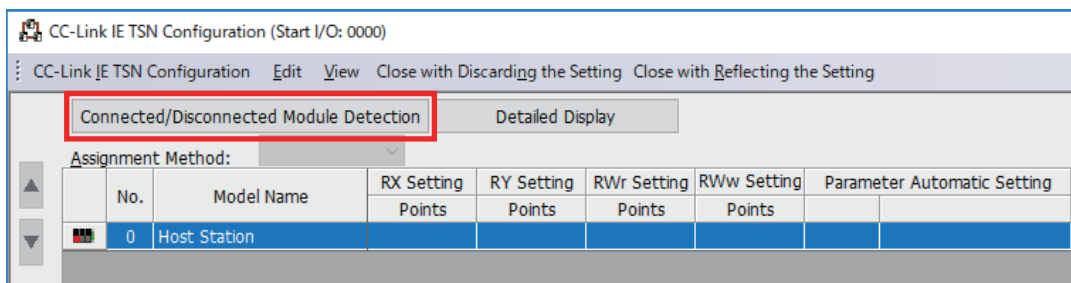 CC-Link IE TSN Configuration (Start I/O: 0000)
CC-Link IE TSN Configuration Edit View Close with Discarding the Setting Close with Reflecting the Setting
Connected/Disconnected Module Detection Detailed Display
Assignment Method:
No. Model Name RX Setting RY Setting RWr Setting RWw Setting Parameter Automatic Setting
Points Points Points Points
0 Host Station